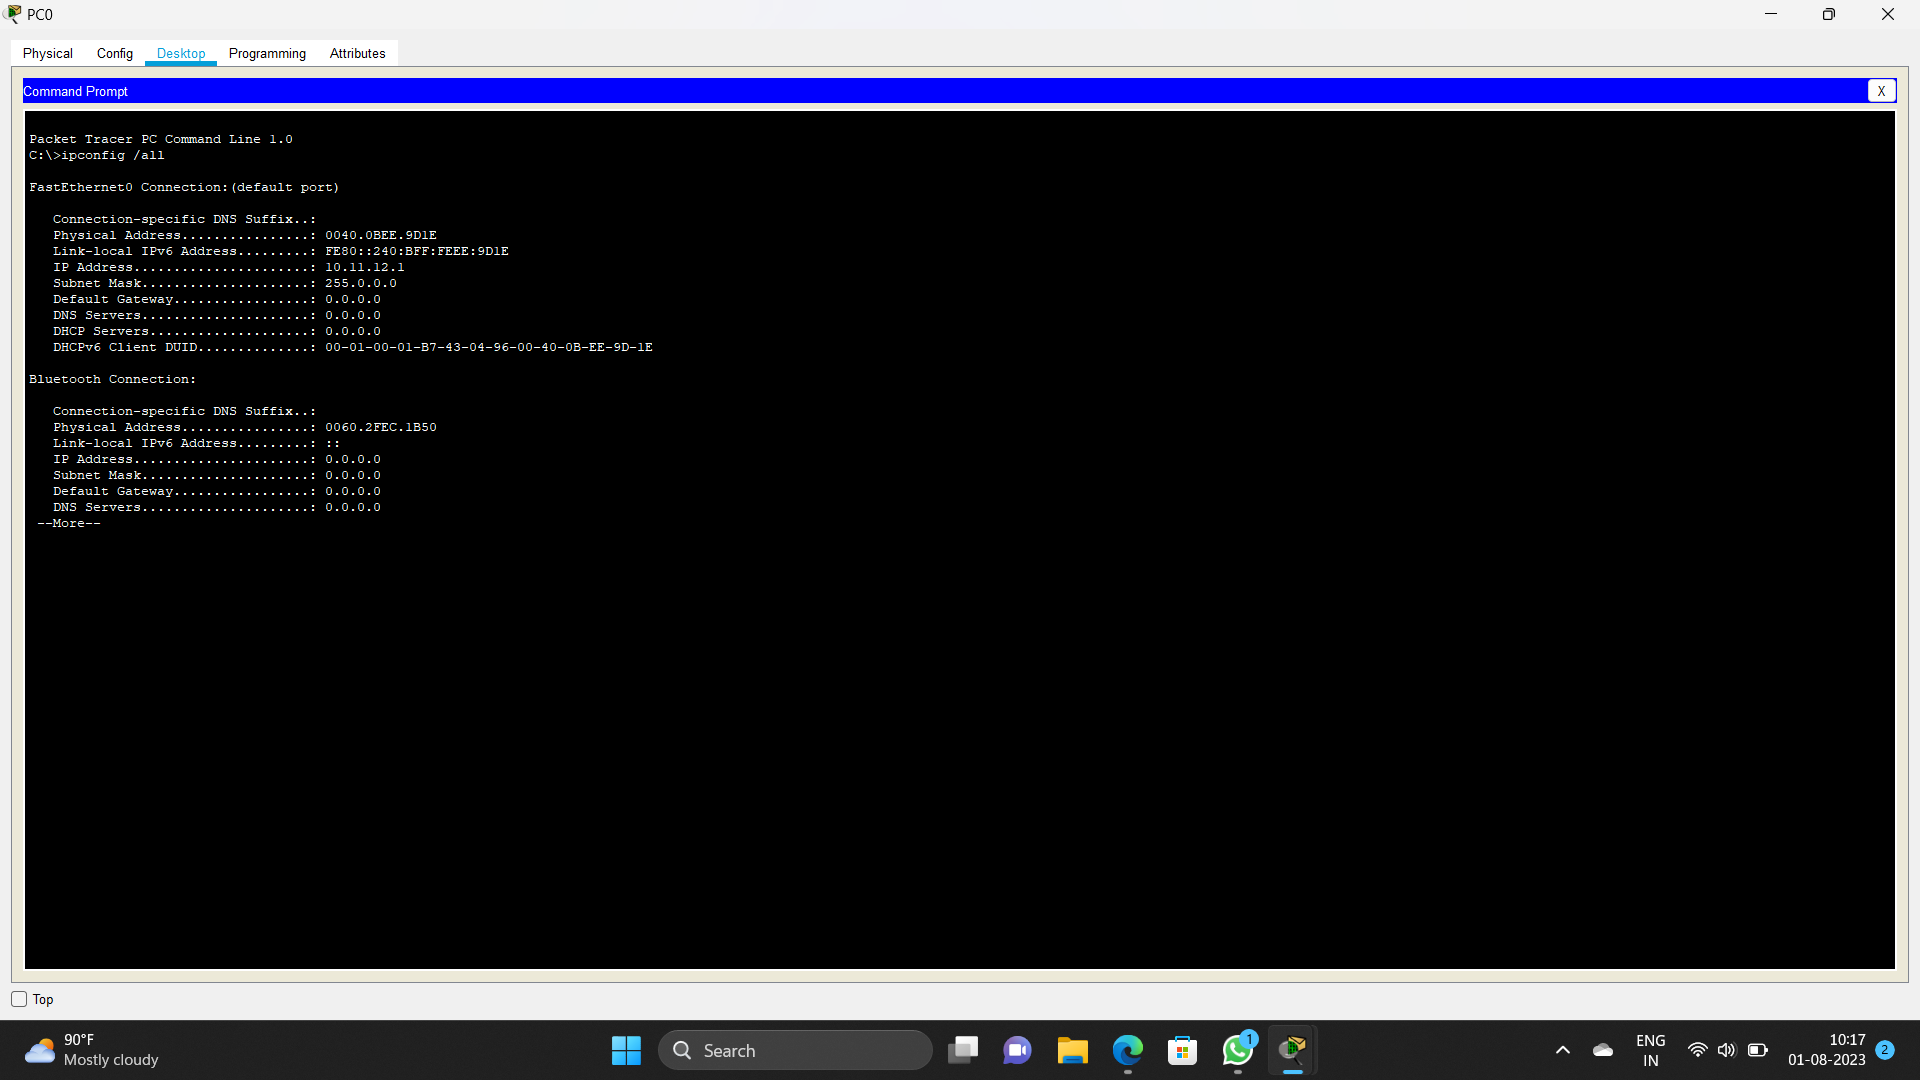 PC0
Physical Config Desktop Programming Attributes
Command Prompt X
Packet Tracer PC Command Line 1.0
C:\>ipconfig /all
FastEthernet0 Connection:(default port)
Connection-specific DNS Suffix..:
Physical Address................: 0040.0BEE.9D1E
Link-local IPv6 Address.........: FE80::240:BFF:FEEE:9D1E
IP Address......................: 10.11.12.1
Subnet Mask.....................: 255.0.0.0
Default Gateway.................: 0.0.0.0
DNS Servers.....................: 0.0.0.0
DHCP Servers....................: 0.0.0.0
DHCPv6 Client DUID..............: 00-01-00-01-B7-43-04-96-00-40-0B-EE-9D-1E
Bluetooth Connection:
Connection-specific DNS Suffix..:
Physical Address................: 0060.2FEC.1B50
Link-local IPv6 Address.........: ::
IP Address......................: 0.0.0.0
Subnet Mask.....................: 0.0.0.0
Default Gateway.................: 0.0.0.0
DNS Servers.....................: 0.0.0.0
--More--
Top
90°F
Mostly cloudy
Search
1
ENG
IN
10:17
01-08-2023
2